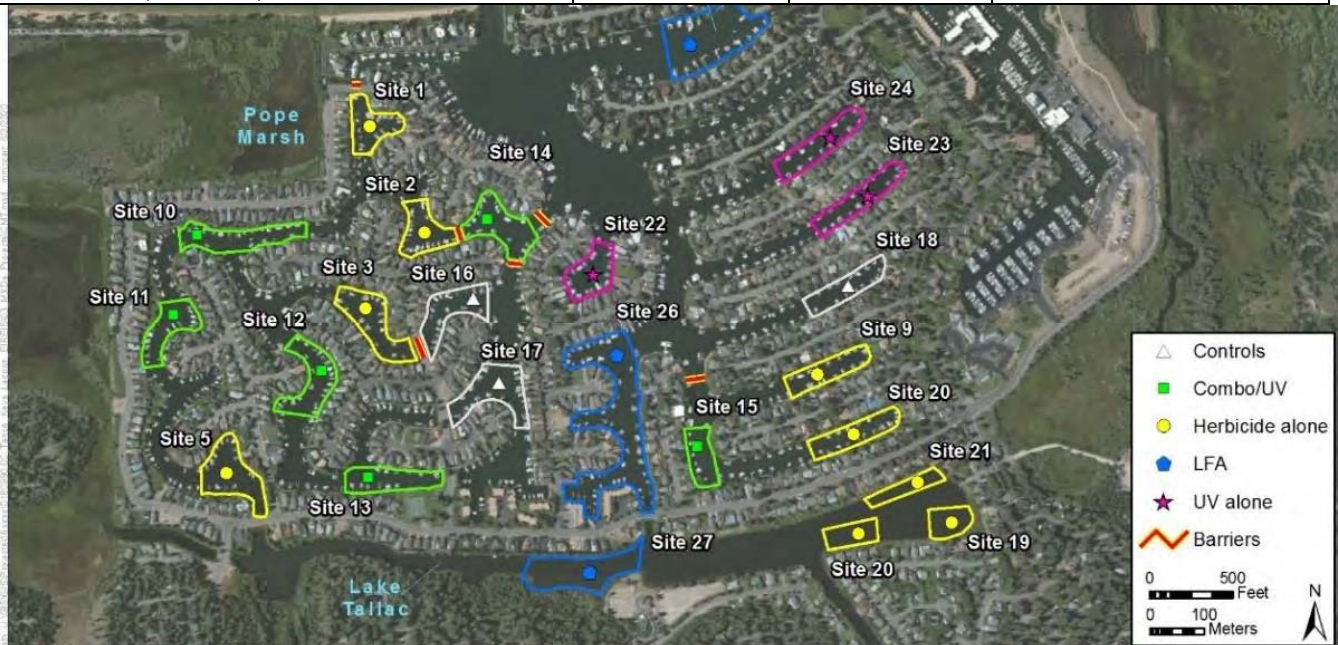 Site 24
Site 1
Pope
Marsh
Site 23
Site 14
Site 2
Site 10
Site 22
Site 18
Site 3
Site 16
Site 11
Site 26
Site 12
Site 9
Site 17
Site 15
Site 20
Site 5
Site 21
Site 13
Site 27
Site 19
Site 20
Lake
Tallac
Controls
Combo/UV
Herbicide alone
LFA
UV alone
Barriers
0 500
Feet
0 100
Meters
N